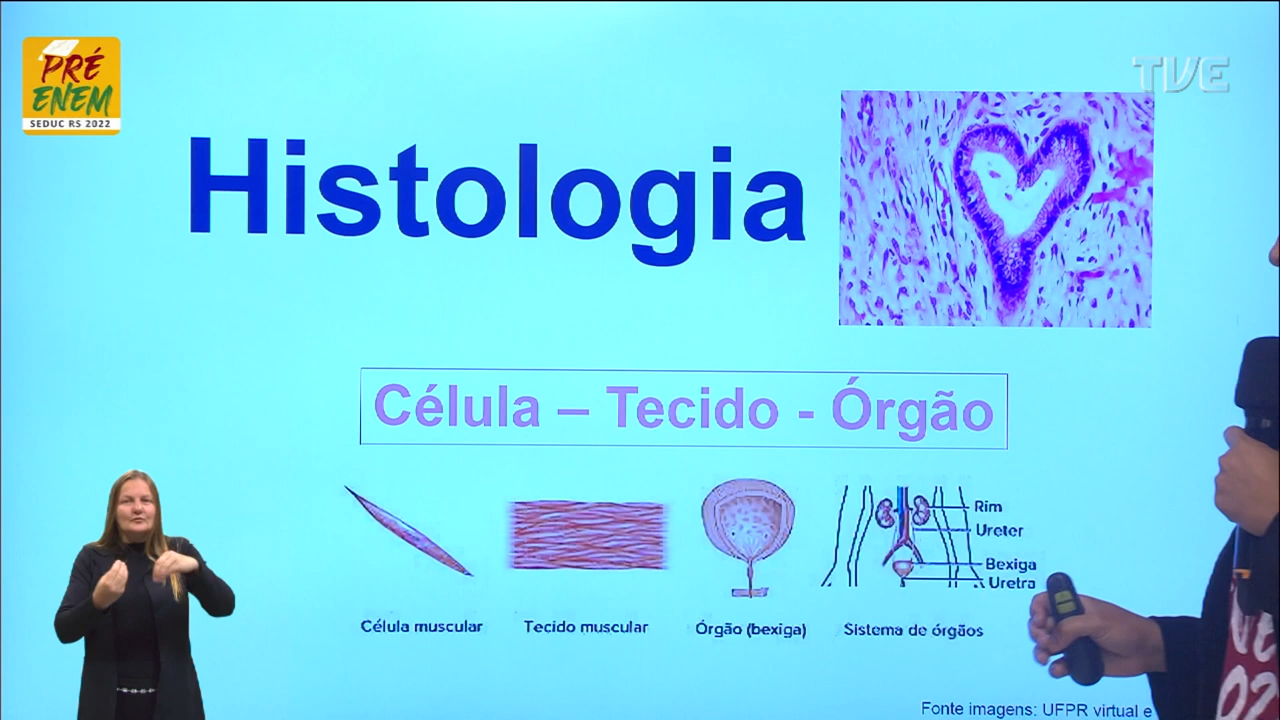 PRÉ
ENEM
SEDUC RS 2022
TVE
Histologia
Célula – Tecido - Órgão
Rim
Ureter
Bexiga
Uretra
Célula muscular
Tecido muscular
Órgão (bexiga)
Sistema de órgãos
Fonte imagens: UFPR virtual e